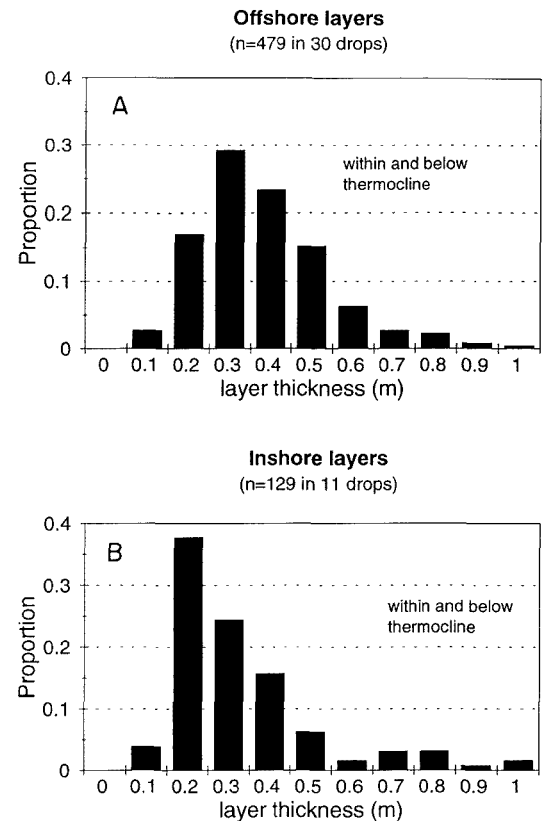 Offshore layers
(n=479 in 30 drops)
A
within and below
thermocline
Proportion
0.4
0.3
0.2
0.1
0
0 0.1 0.2 0.3 0.4 0.5 0.6 0.7 0.8 0.9 1
layer thickness (m)
Inshore layers
(n=129 in 11 drops)
B
within and below
thermocline
Proportion
0.4
0.3
0.2
0.1
0
0 0.1 0.2 0.3 0.4 0.5 0.6 0.7 0.8 0.9 1
layer thickness (m)